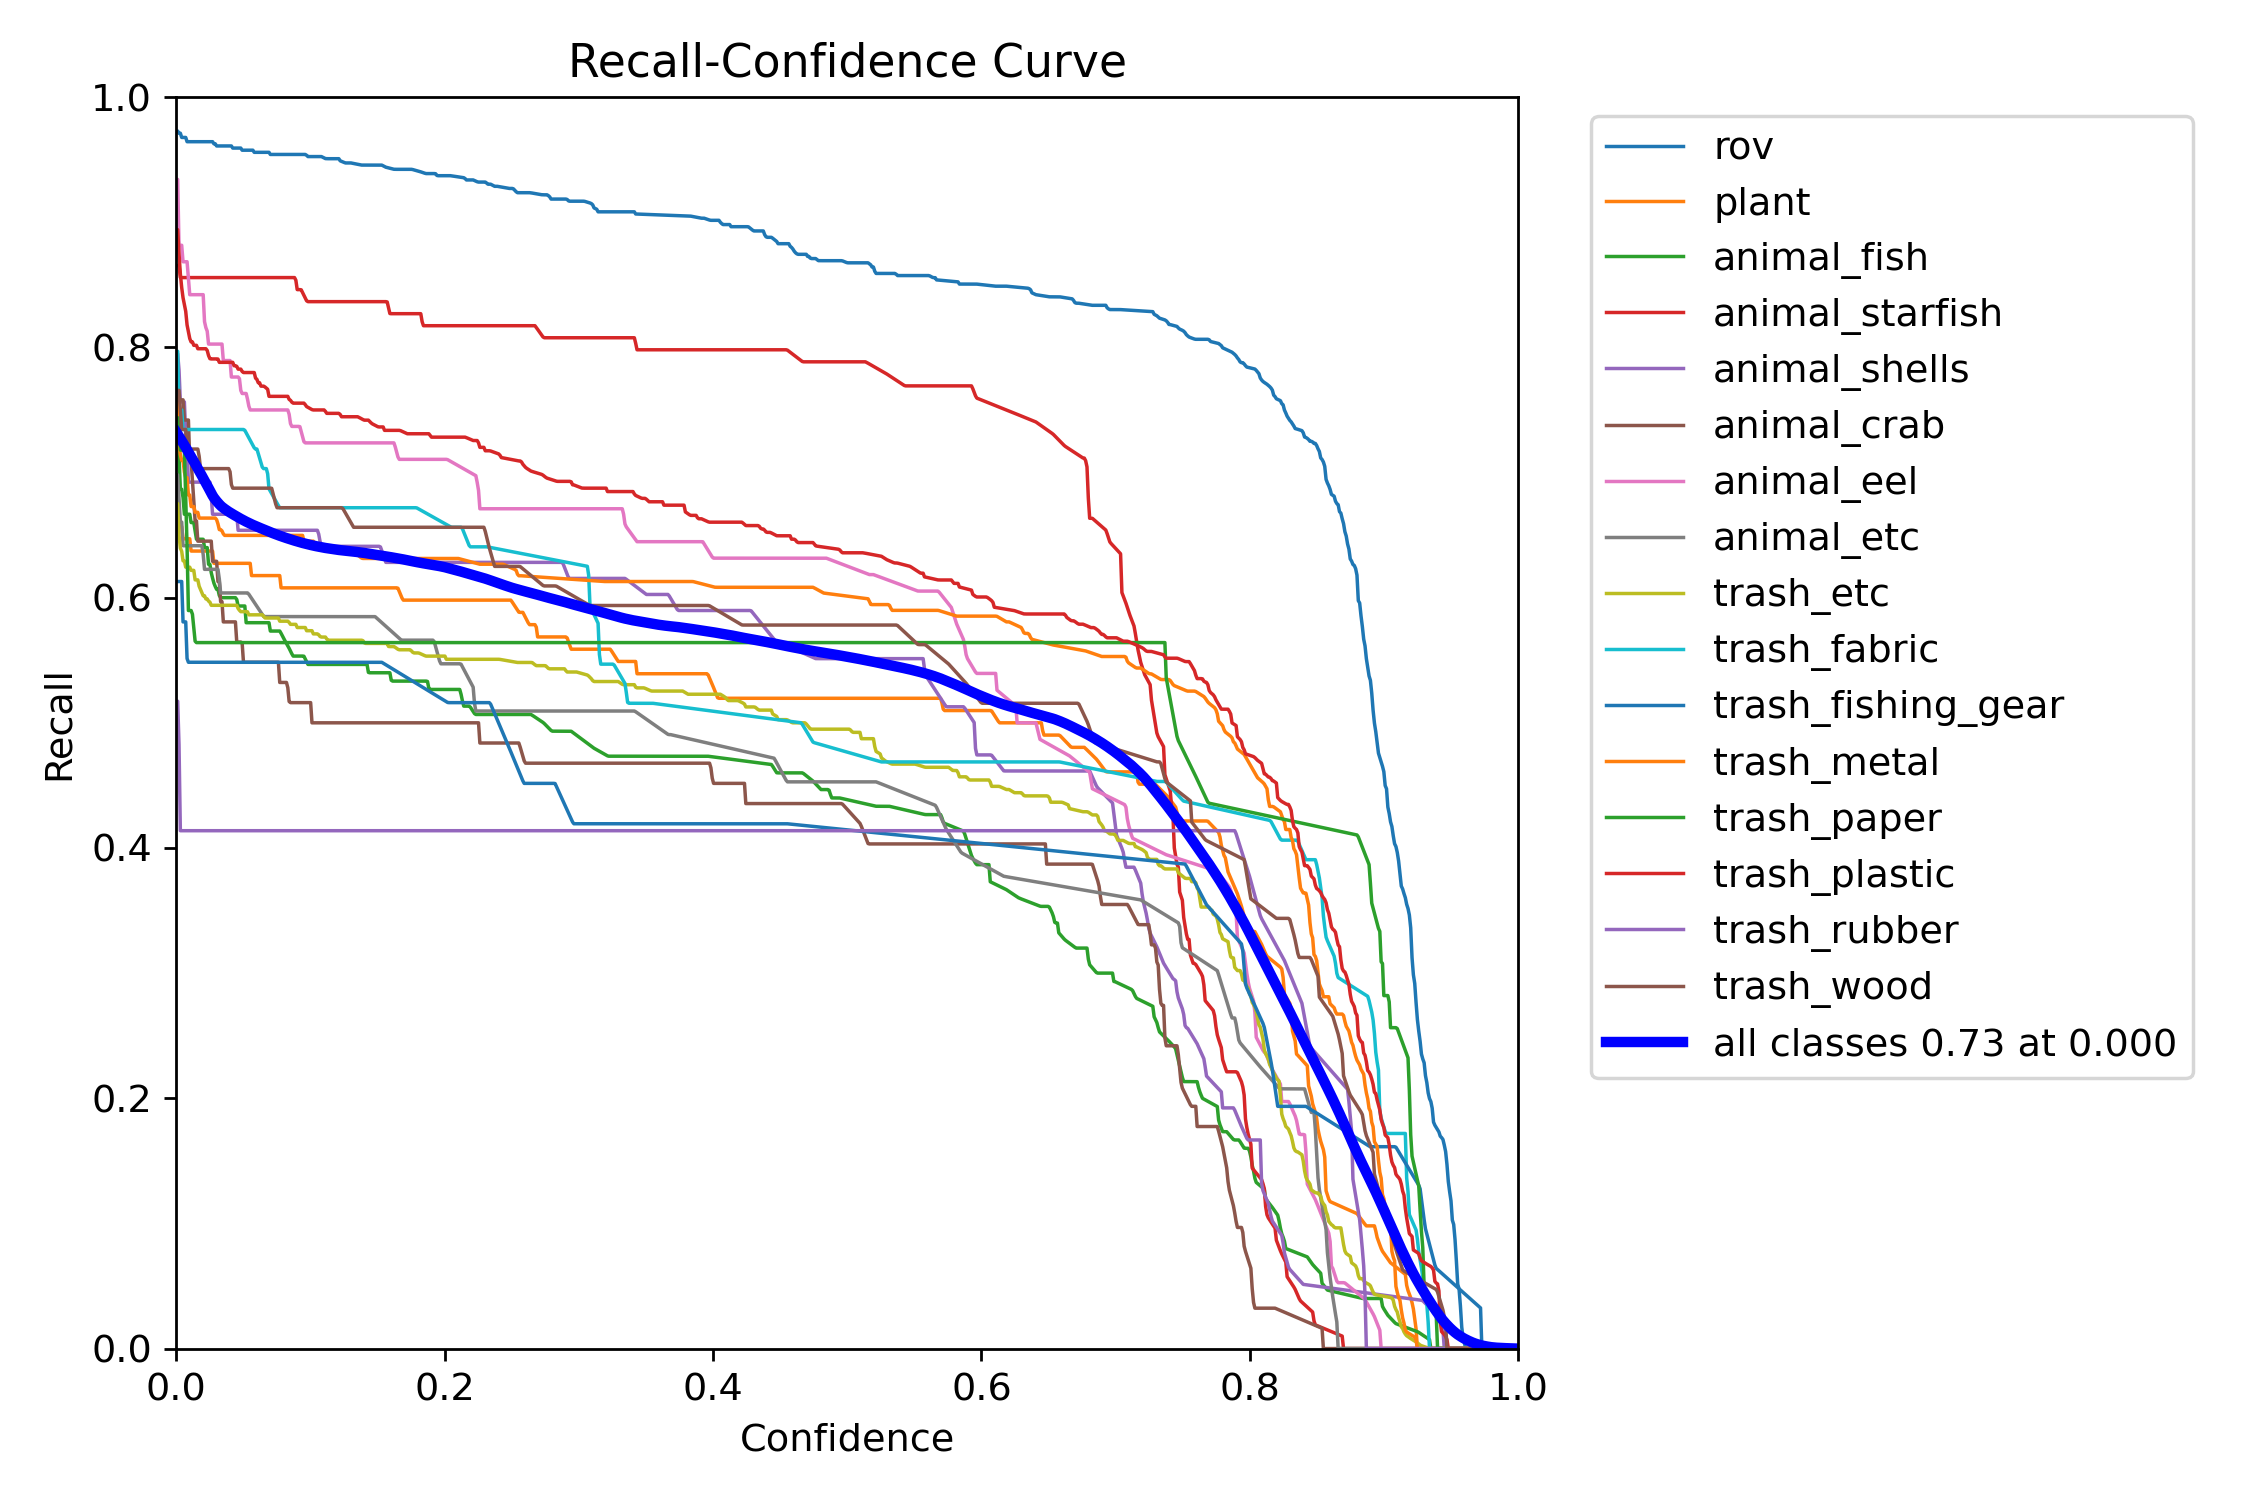 Recall-Confidence Curve
1.0
0.8
0.6
0.4
0.2
0.0
Recall
0.0 0.2 0.4 0.6 0.8 1.0
Confidence
rov
plant
animal_fish
animal_starfish
animal_shells
animal_crab
animal_eel
animal_etc
trash_etc
trash_fabric
trash_fishing_gear
trash_metal
trash_paper
trash_plastic
trash_rubber
trash_wood
all classes 0.73 at 0.000